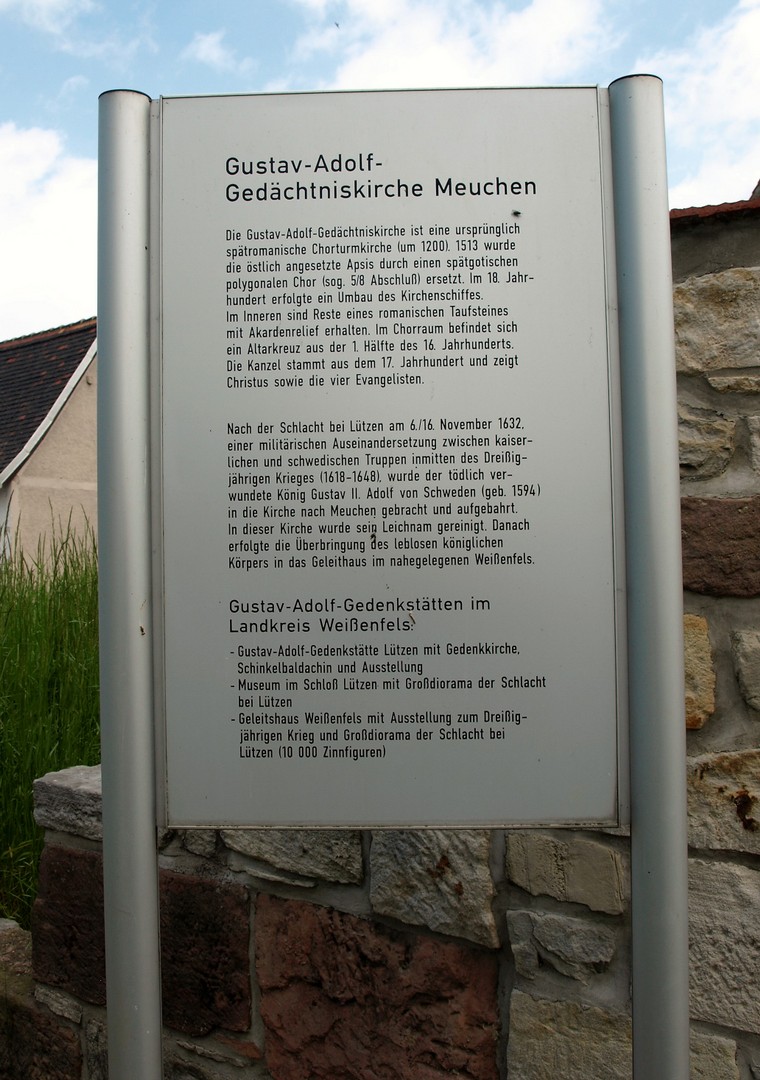 Gustav-Adolf-
Gedächtniskirche Meuchen
Die Gustav-Adolf-Gedächtniskirche ist eine ursprünglich
spätromanische Chorturmkirche (um 1200). 1513 wurde
die östlich angesetzte Apsis durch einen spätgotischen
polygonalen Chor (sog. 5/8 Abschluß) ersetzt. Im 18. Jahr-
hundert erfolgte ein Umbau des Kirchenschiffes.
Im Inneren sind Reste eines romanischen Taufsteines
mit Akardenrelief erhalten. Im Chorraum befindet sich
ein Altarkreuz aus der 1. Hälfte des 16. Jahrhunderts.
Die Kanzel stammt aus dem 17. Jahrhundert und zeigt
Christus sowie die vier Evangelisten.
Nach der Schlacht bei Lützen am 6./16. November 1632,
einer militärischen Auseinandersetzung zwischen kaiser-
lichen und schwedischen Truppen inmitten des Dreißig-
jährigen Krieges (1618-1648), wurde der tödlich ver-
wundete König Gustav II. Adolf von Schweden (geb. 1594)
in die Kirche nach Meuchen gebracht und aufgebahrt.
In dieser Kirche wurde sein Leichnam gereinigt. Danach
erfolgte die Überbringung des leblosen königlichen
Körpers in das Geleithaus im nahegelegenen Weißenfels.
Gustav-Adolf-Gedenkstätten im
Landkreis Weißenfels:
- Gustav-Adolf-Gedenkstätte Lützen mit Gedenkkirche,
Schinkelbaldachin und Ausstellung
- Museum im Schloß Lützen mit Großdiorama der Schlacht
bei Lützen
- Geleitshaus Weißenfels mit Ausstellung zum Dreißig-
jährigen Krieg und Großdiorama der Schlacht bei
Lützen (10 000 Zinnfiguren)